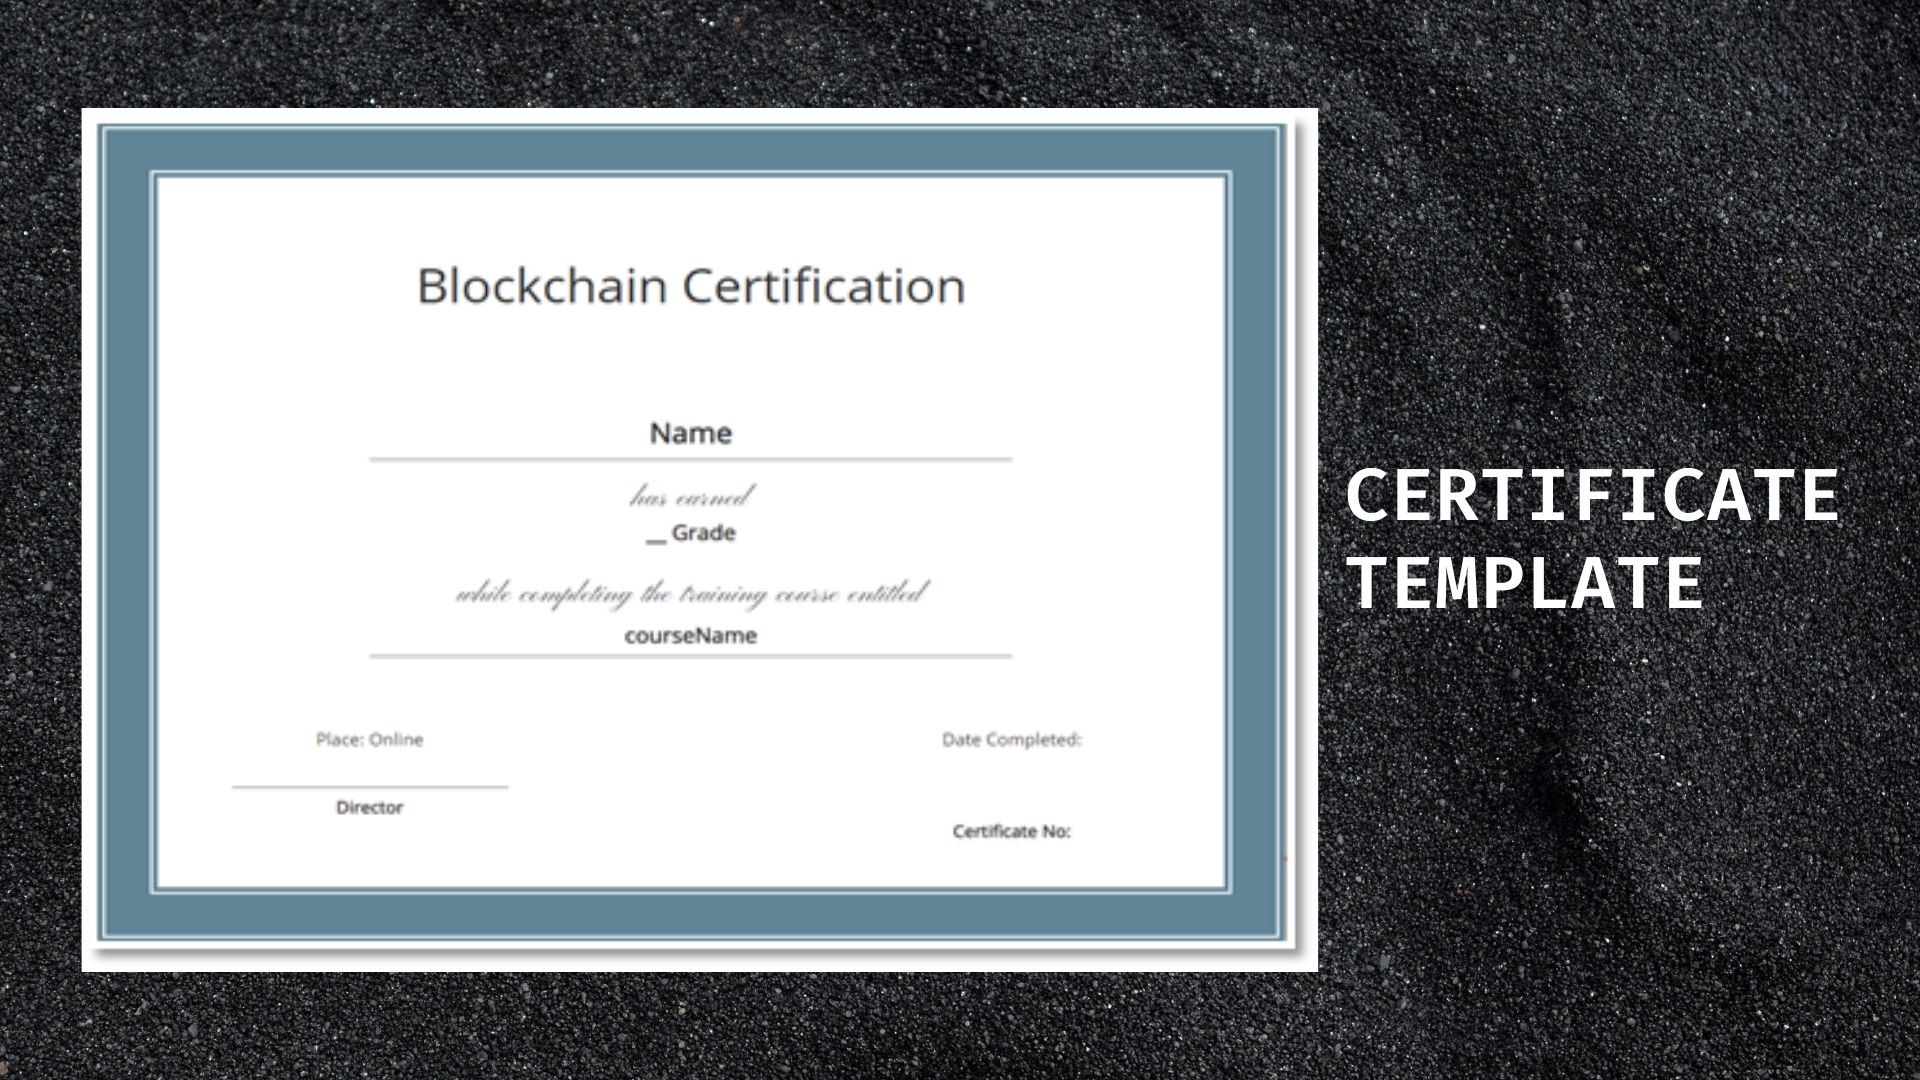 Blockchain Certification
Name
has earned
__ Grade
while completing the training course entitled
courseName
Place: Online
Date Completed:
Director
Certificate No:
CERTIFICATE
TEMPLATE